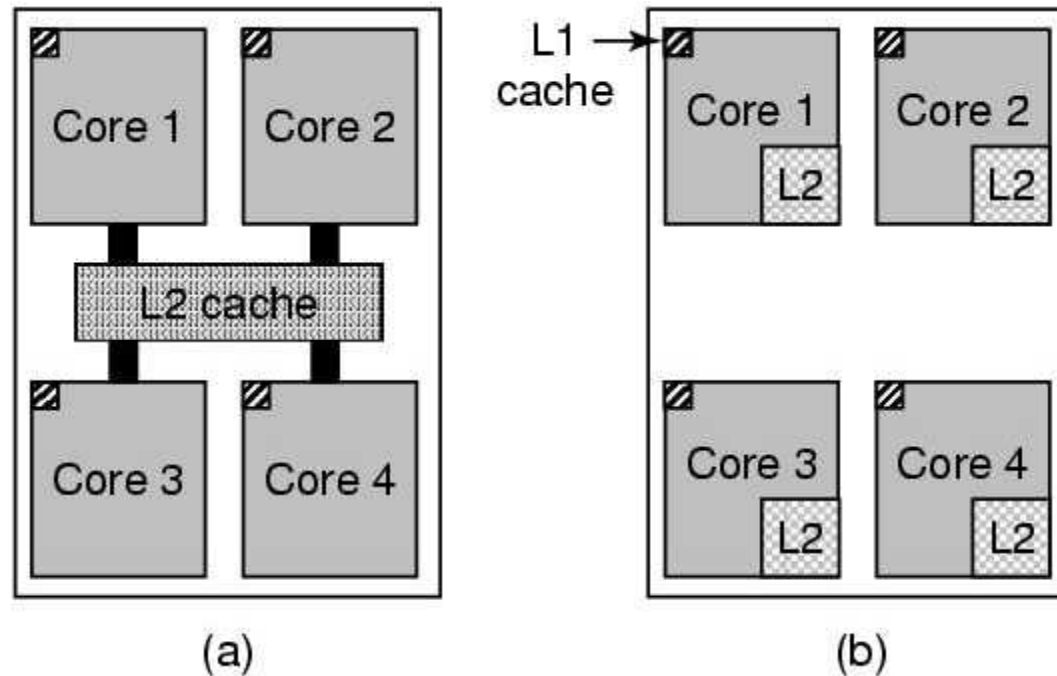 Core 1
Core 2
L2 cache
Core 3
Core 4
(a)
L1
cache
Core 1
Core 2
L2
L2
Core 3
Core 4
L2
L2
(b)